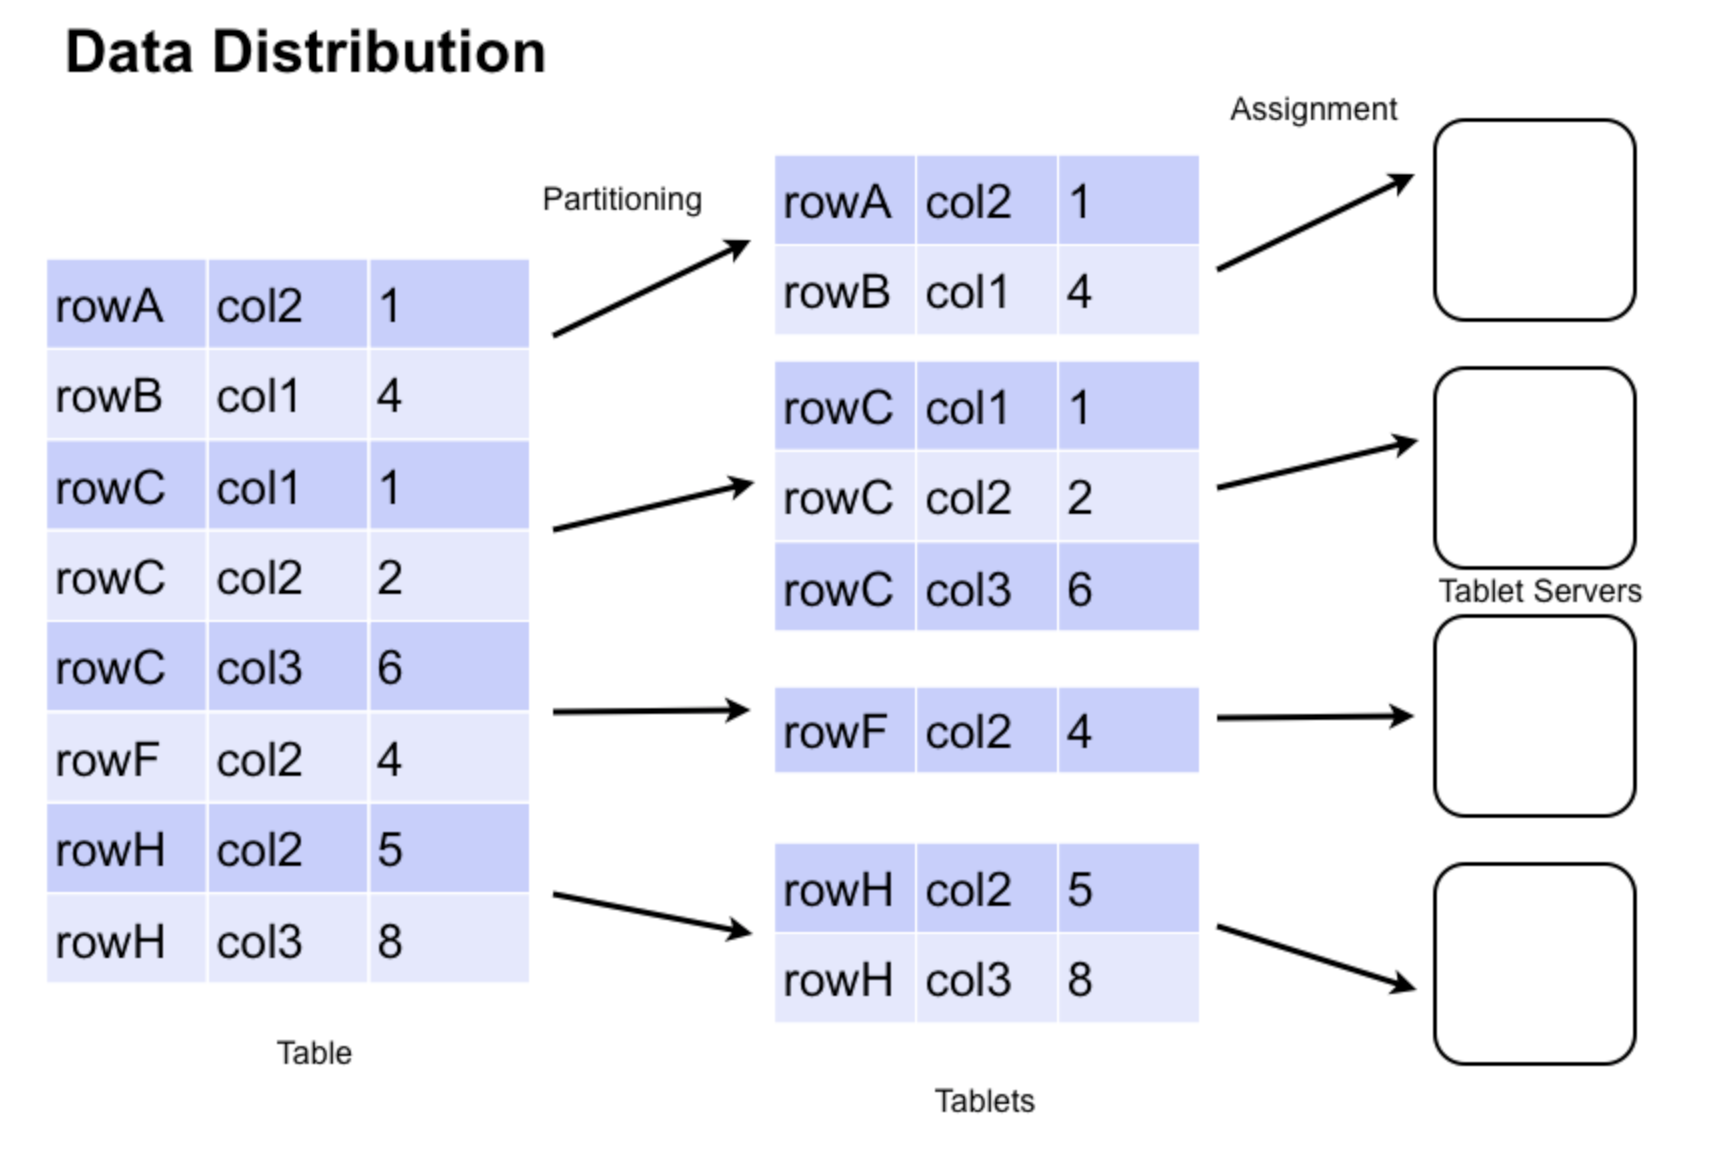 Data Distribution
Partitioning
Assignment
rowA col2 1
rowB col1 4
rowC col1 1
rowC col2 2
rowC col3 6
rowF col2 4
rowH col2 5
rowH col3 8
Table
rowA col2 1
rowB col1 4
rowC col1 1
rowC col2 2
rowC col3 6
rowF col2 4
rowH col2 5
rowH col3 8
Tablets
Tablet Servers